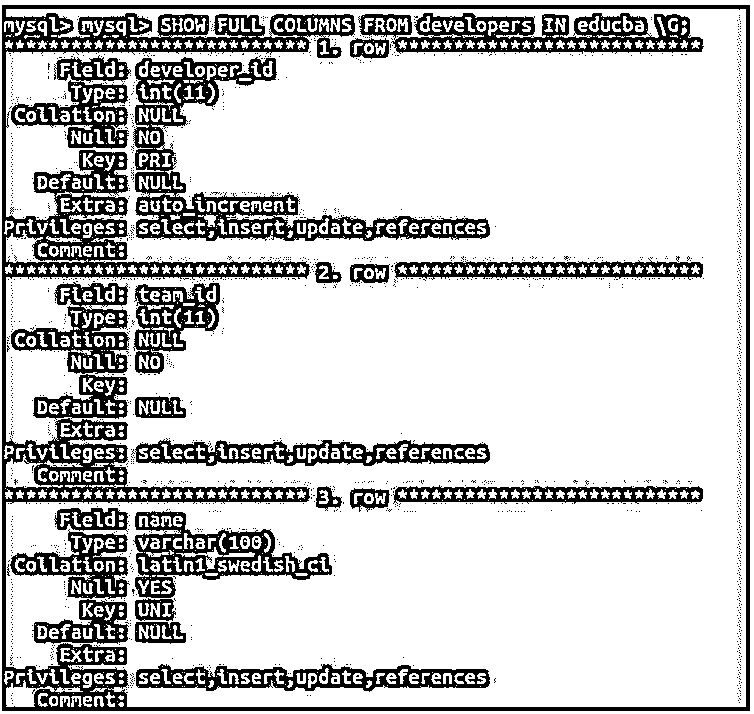 mysql> mysql> SHOW FULL COLUMNS FROM developers IN educba \G;
*************************** 1. row ***************************
Field: developer_id
Type: int(11)
Collation: NULL
Null: NO
Key: PRI
Default: NULL
Extra: auto_increment
Privileges: select,insert,update,references
Comment:
*************************** 2. row ***************************
Field: team_id
Type: int(11)
Collation: NULL
Null: NO
Key:
Default: NULL
Extra:
Privileges: select,insert,update,references
Comment:
*************************** 3. row ***************************
Field: name
Type: varchar(100)
Collation: latin1_swedish_ci
Null: YES
Key: UNI
Default: NULL
Extra:
Privileges: select,insert,update,references
Comment: